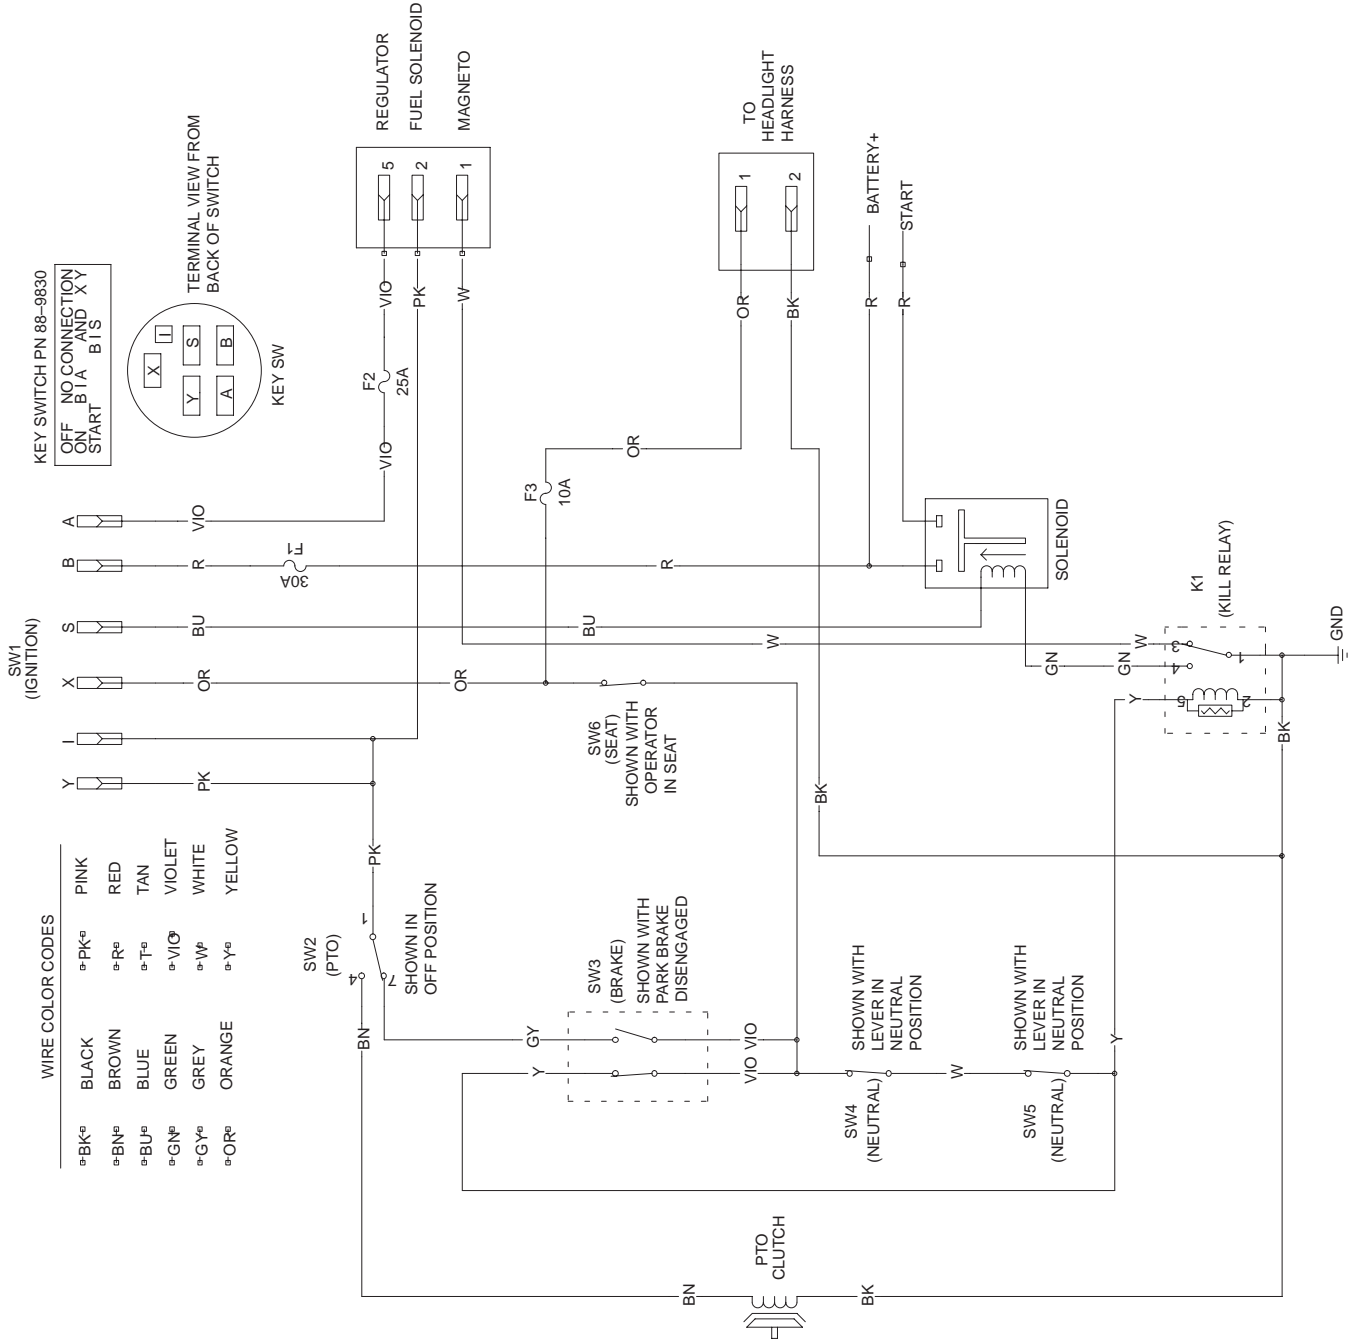 KEY SWITCH PN 88-9830
OFF NO CONNECTION
ON B I A AND X Y
START B I S
TERMINAL VIEW FROM
BACK OF SWITCH
X
I
Y
S
A
B
KEY SW
SW1
(IGNITION)
Y
I
X
S
B
A
WIRE COLOR CODES
BK BLACK PK PINK
BN BROWN R RED
BU BLUE T TAN
GN GREEN VIO VIOLET
GY GREY W WHITE
OR ORANGE Y YELLOW
PK
OR
BU
R
VIO
30A
F1
VIO
F2
25A
VIO
PK
W
5
2
1
REGULATOR
FUEL SOLENOID
MAGNETO
BN
4
7
1
PK
SW2
(PTO)
SHOWN IN
OFF POSITION
OR
F3
10A
OR
Y
GY
SW3
(BRAKE)
SHOWN WITH
PARK BRAKE
DISENGAGED
VIO
VIO
SW6
(SEAT)
SHOWN WITH
OPERATOR
IN SEAT
BU
R
W
OR
BK
1
2
TO
HEADLIGHT
HARNESS
BN
PTO
CLUTCH
BK
SW4
(NEUTRAL)
SHOWN WITH
LEVER IN
NEUTRAL
POSITION
W
SW5
(NEUTRAL)
SHOWN WITH
LEVER IN
NEUTRAL
POSITION
BK
R
BATTERY+
R
START
SOLENOID
GN
GN
W
Y
Y
5
2
4
3
1
K1
(KILL RELAY)
BK
GND